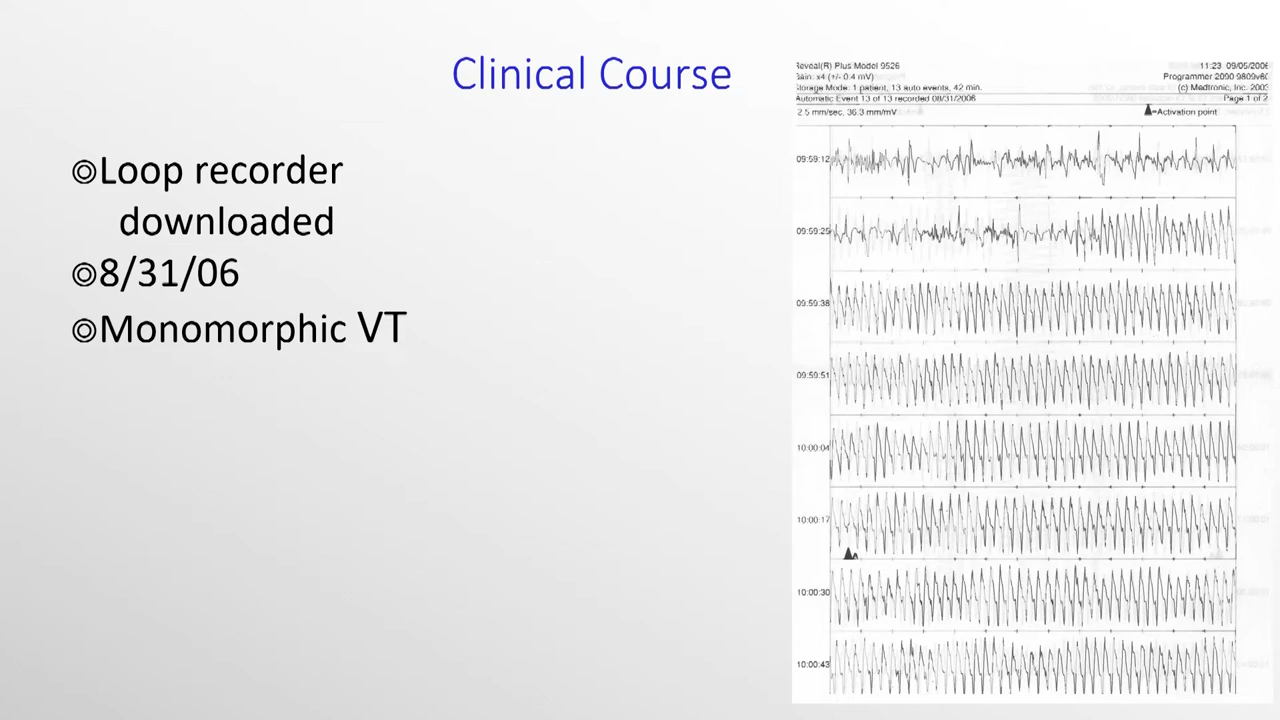 Clinical Course
◎Loop recorder
downloaded
◎8/31/06
◎Monomorphic VT
Reveal(R) Plus Model 9526
11:23 09/05/2006
Gain: x4 (+/- 0.4 mV)
Programmer 2090 9809v60
Storage Mode: 1 patient, 13 auto events, 42 min.
(c) Medtronic, Inc.
Automatic Event 13 of 13 recorded 08/31/2006
Page 1 of 2
2.5 mm/sec, 36.3 mm/mV
▲=Activation point
09:59:12
09:59:25
09:59:38
09:59:51
10:00:04
10:00:17
10:00:30
10:00:43